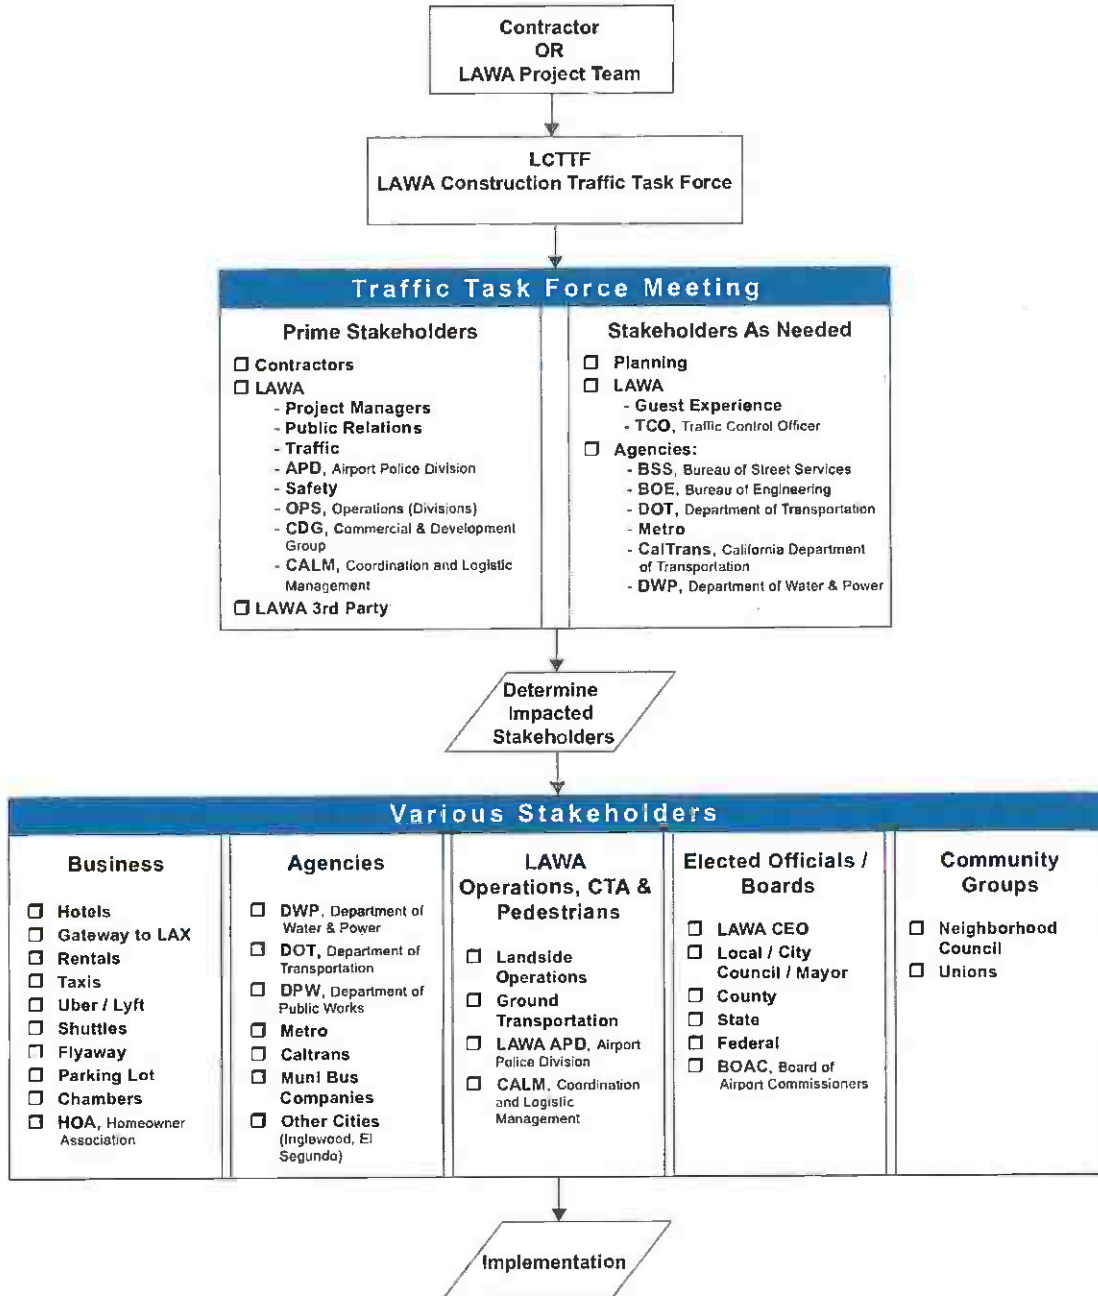 Contractor
OR
LAWA Project Team
LCTTF
LAWA Construction Traffic Task Force
Traffic Task Force Meeting
Prime Stakeholders
Contractors
LAWA
- Project Managers
- Public Relations
- Traffic
- APD, Airport Police Division
- Safety
- OPS, Operations (Divisions)
- CDG, Commercial & Development
Group
- CALM, Coordination and Logistic
Management
LAWA 3rd Party
Stakeholders As Needed
Planning
LAWA
- Guest Experience
- TCO, Traffic Control Officer
Agencies:
- BSS, Bureau of Street Services
- BOE, Bureau of Engineering
- DOT, Department of Transportation
- Metro
- CalTrans, California Department
of Transportation
- DWP, Department of Water & Power
Determine
Impacted
Stakeholders
Various Stakeholders
Business
Hotels
Gateway to LAX
Rentals
Taxis
Uber / Lyft
Shuttles
Flyaway
Parking Lot
Chambers
HOA, Homeowner
Association
Agencies
DWP, Department of
Water & Power
DOT, Department of
Transportation
DPW, Department of
Public Works
Metro
Caltrans
Muni Bus
Companies
Other Cities
(Inglewood, El
Segundo)
LAWA
Operations, CTA &
Pedestrians
Landside
Operations
Ground
Transportation
LAWA APD, Airport
Police Division
CALM, Coordination
and Logistic
Management
Elected Officials /
Boards
LAWA CEO
Local / City
Council / Mayor
County
State
Federal
BOAC, Board of
Airport Commissioners
Community
Groups
Neighborhood
Council
Unions
Implementation